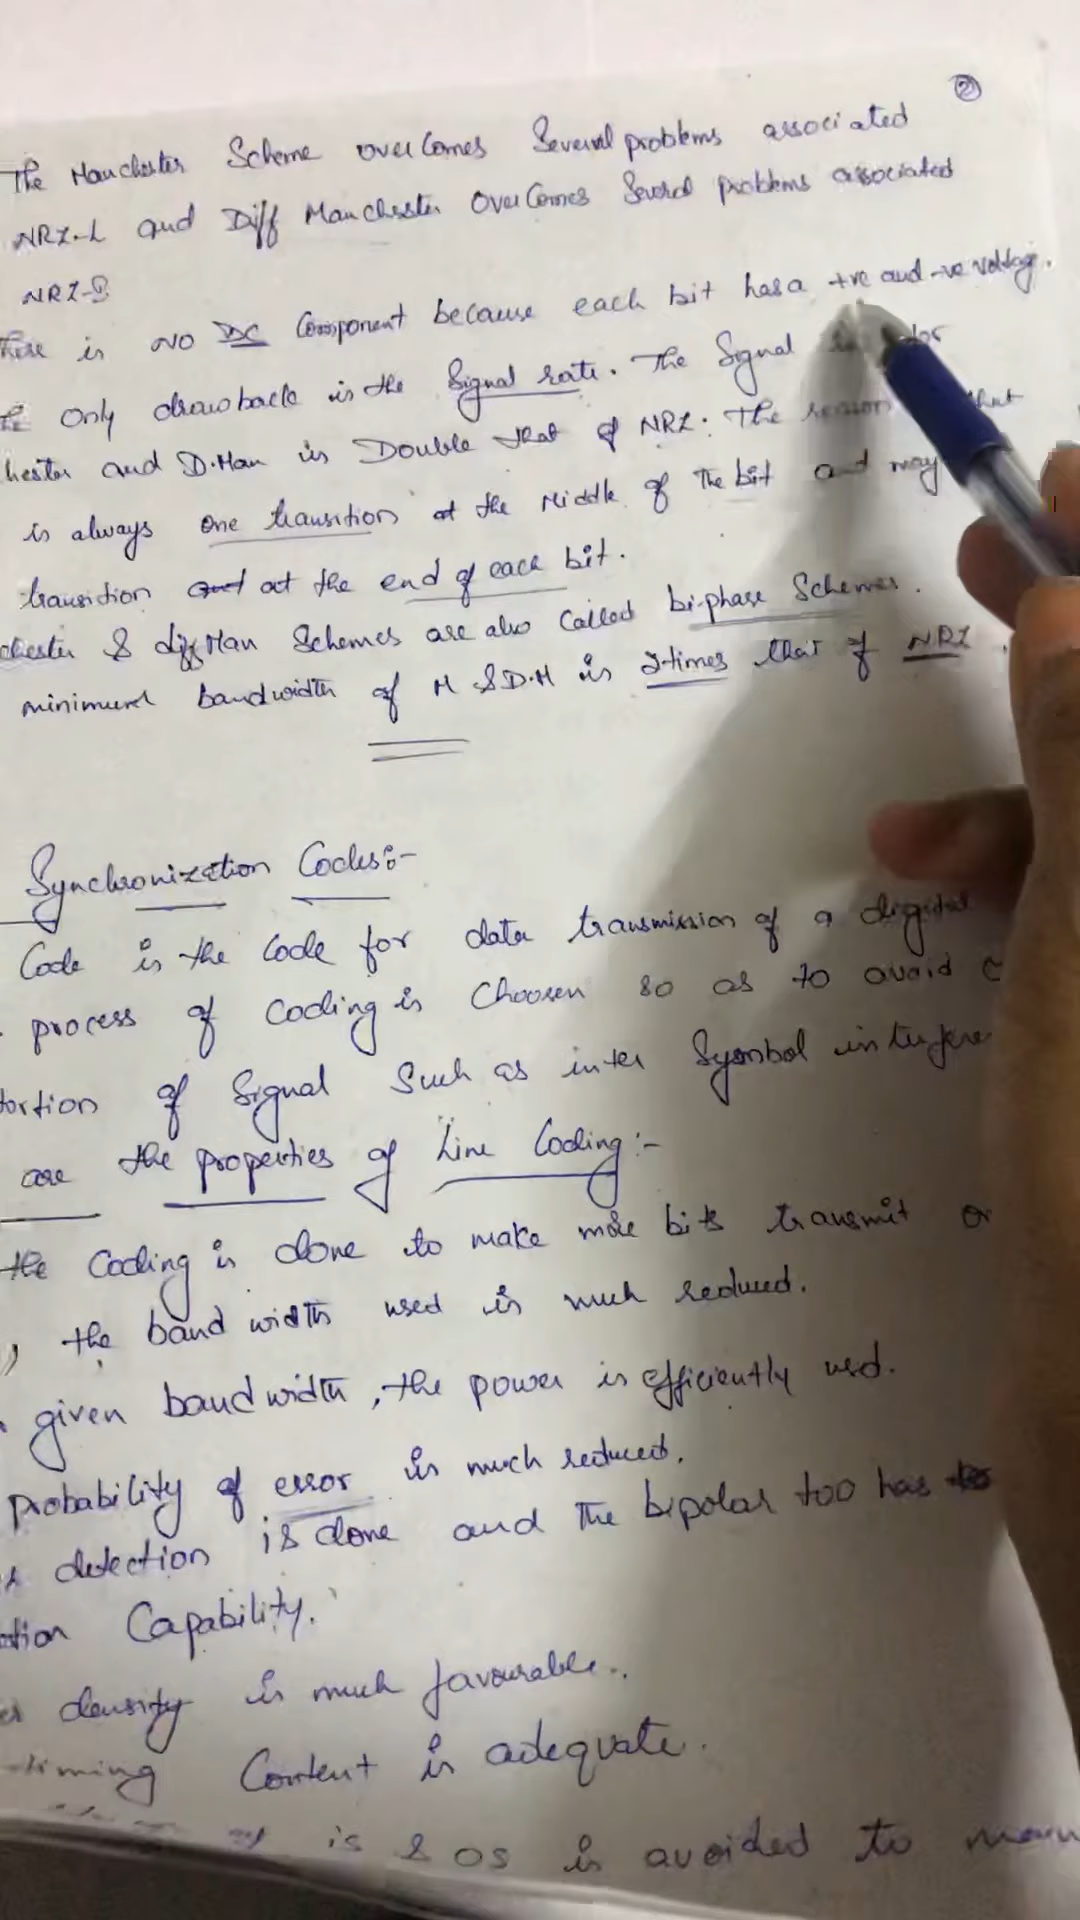 2
The Manchester Scheme overcomes Several problems associated
NRZ-L and Diff Manchester Overcomes Several problems associated
NRZ-I
There is NO DC Component because each bit has a +ve and -ve voltage.
The only drawback is the Signal rate. The Signal for
hester and D.Man is Double that of NRZ. The reason that
is always one transition at the Middle of the bit and may
transition at the end of each bit.
chester & diff Man Schemes are also Called bi-phase Schemes.
minimum bandwidth of M & D.M is 2-times that of NRZ.
Synchronization Codes:-
Code is the Code for data transmission of a digital
process of Coding is Choosen so as to avoid
tortion of Signal Such as inter Symbol interfere
are the properties of Line Coding:-
the Coding is done to make more bits transmit or
, the band width used is much reduced.
given bandwidth, the power is efficiently used.
probability of error is much reduced.
detection is done and the bipolar too has
ction Capability.
density is much favourable.
timing Content is adequate.
is & 0s is avoided to